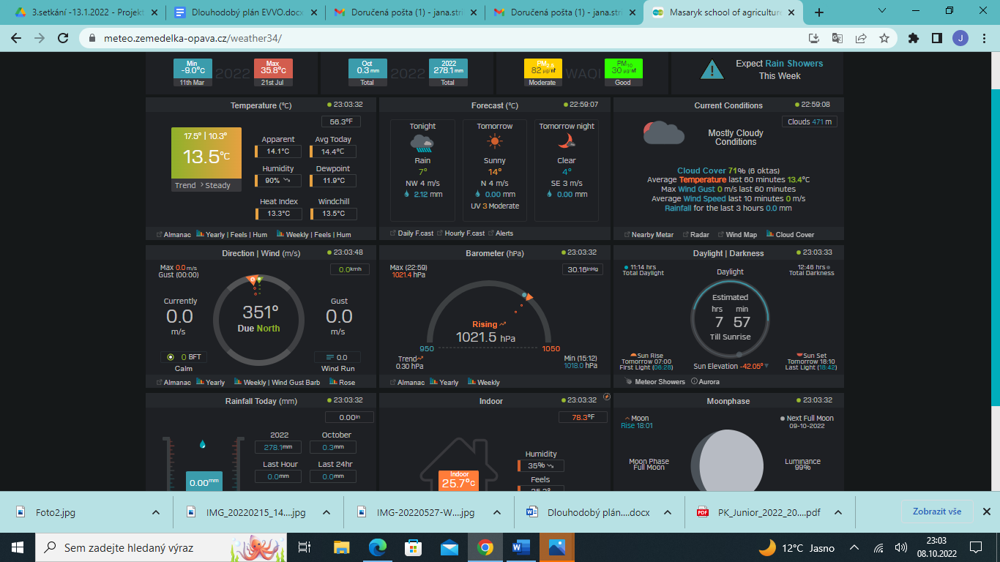 3.setkání -13.1.2022 - Projekt
Dlouhodobý plán EVVO.docx
Doručená pošta (1) - jana.stri
Doručená pošta (1) - jana.stri
Masaryk school of agriculture
meteo.zemedelka-opava.cz/weather34/
J
Min
-9.0°C
11th Mar
2022
Max
35.8°C
21st Jul
Oct
0.3 mm
Total
2022
2022
278.1 mm
Total
PM2.5
82 µg/m³
Moderate
WAQI
PM10
30 µg/m³
Good
Expect Rain Showers
This Week
Temperature (°C)
23:03:32
56.3°F
17.5° | 10.3°
13.5°C
Trend > Steady
Apparent
14.1°C
Avg Today
14.4°C
Humidity
90%
Dewpoint
11.9°C
Heat Index
13.3°C
Windchill
13.5°C
Almanac Yearly | Feels | Hum Weekly | Feels | Hum
Forecast (°C)
22:59:07
Tonight
Rain
7°
NW 4 m/s
2.12 mm
Tomorrow
Sunny
14°
N 4 m/s
0.00 mm
UV 3 Moderate
Tomorrow night
Clear
4°
SE 3 m/s
0.00 mm
Daily F.cast Hourly F.cast Alerts
Current Conditions
22:59:08
Clouds 471 m
Mostly Cloudy
Conditions
Cloud Cover 71% (6 oktas)
Average Temperature last 60 minutes 13.4°C
Max Wind Gust 0 m/s last 60 minutes
Average Wind Speed last 10 minutes 0 m/s
Rainfall for the last 3 hours 0.0 mm
Nearby Metar Radar Wind Map Cloud Cover
Direction | Wind (m/s)
23:03:48
Max 0.0 m/s
Gust (00:00)
0.0kmh
Currently
0.0
m/s
351°
Due North
Gust
0.0
m/s
0 BFT
Calm
0.0
Wind Run
Almanac Yearly Weekly | Wind Gust Barb Rose
Barometer (hPa)
23:03:32
Max (22:59)
1021.4 hPa
30.16inHg
Rising
1021.5 hPa
950
1050
Trend
0.30 hPa
Min (15:12)
1018.0 hPa
Almanac Yearly Weekly
Daylight | Darkness
23:03:33
11:14 hrs
Total Daylight
12:46 hrs
Total Darkness
Daylight
Estimated
hrs min
7 57
Till Sunrise
Sun Rise
Tomorrow 07:00
First Light (06:28)
Sun Elevation -42.05°
Sun Set
Tomorrow 18:10
Last Light (18:42)
Meteor Showers Aurora
Rainfall Today (mm)
23:03:32
0.00in
2022
278.1mm
October
0.3mm
Last Hour
0.0mm
Last 24hr
0.0mm
0.00mm
Indoor
23:03:32
78.3°F
Indoor
25.7°C
Humidity
35%
Feels
Moonphase
23:03:32
Moon
Rise 18:01
Next Full Moon
09-10-2022
Moon Phase
Full Moon
Luminance
99%
Foto2.jpg
IMG_20220215_14....jpg
IMG-20220527-W....jpg
Dlouhodobý plán....docx
PDF
PK_Junior_2022_20....pdf
Zobrazit vše
Sem zadejte hledaný výraz
12°C Jasno
23:03
08.10.2022